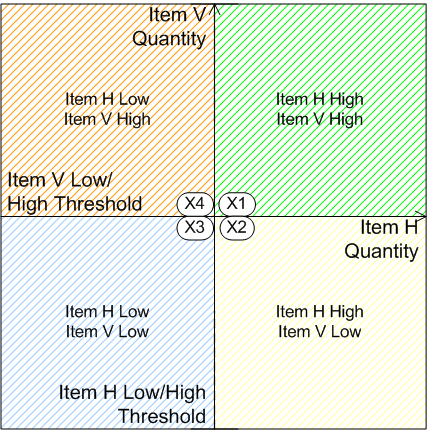 Item V
Quantity
Item H Low
Item V High
Item H High
Item V High
Item V Low/
High Threshold
X4
X1
X3
X2
Item H
Quantity
Item H Low
Item V Low
Item H High
Item V Low
Item H Low/High
Threshold